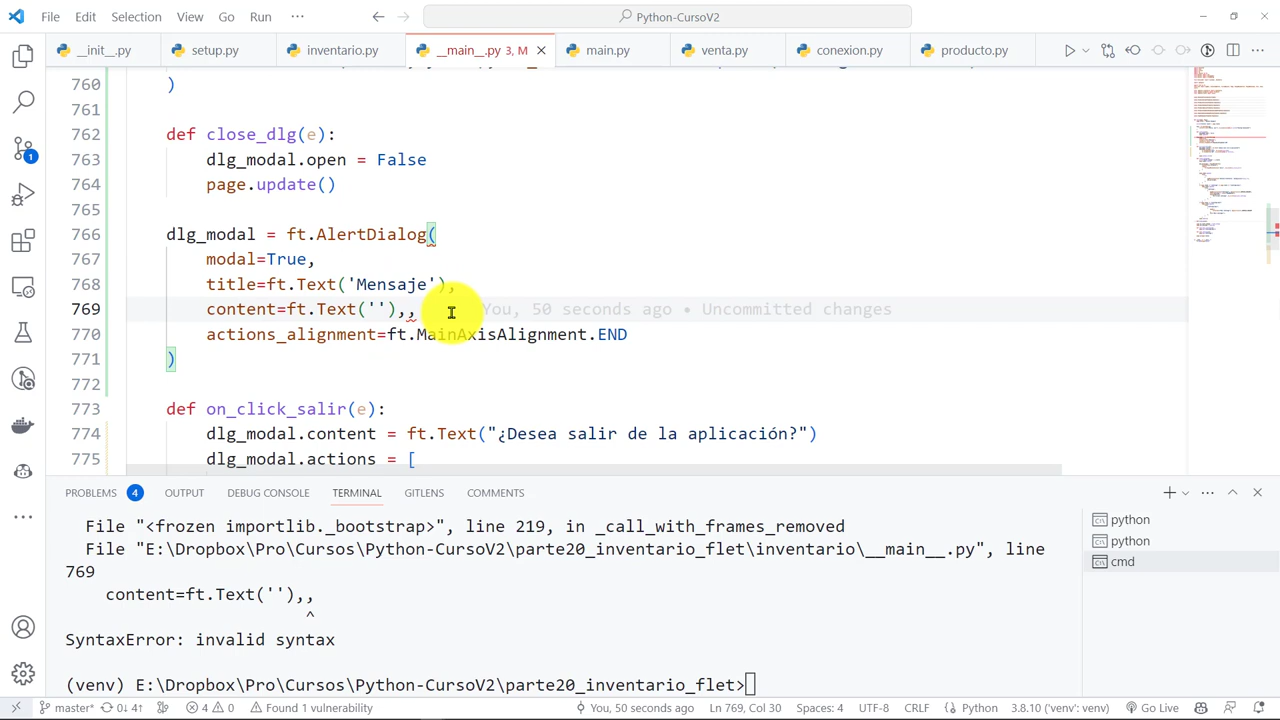 File Edit Selection View Go Run ··· Python-CursoV2
__init__.py setup.py inventario.py __main__.py 3, M main.py venta.py conexion.py producto.py
760 )
761
762 def close_dlg(e):
763 dlg_modal.open = False
764 page.update()
765
766 dlg_modal = ft.AlertDialog(
767 modal=True,
768 title=ft.Text('Mensaje'),
769 content=ft.Text(''),, You, 50 seconds ago • Uncommitted changes
770 actions_alignment=ft.MainAxisAlignment.END
771 )
772
773 def on_click_salir(e):
774 dlg_modal.content = ft.Text("¿Desea salir de la aplicación?")
775 dlg_modal.actions = [
PROBLEMS 4 OUTPUT DEBUG CONSOLE TERMINAL GITLENS COMMENTS
File "<frozen importlib._bootstrap>", line 219, in _call_with_frames_removed
File "E:\Dropbox\Pro\Cursos\Python-CursoV2\parte20_inventario_flet\inventario\__main__.py", line
769
content=ft.Text(''),,
^
SyntaxError: invalid syntax
(venv) E:\Dropbox\Pro\Cursos\Python-CursoV2\parte20_inventario_flet>
python
python
cmd
1
master* 0↓ 4↑ 4 0 Found 1 vulnerability You, 50 seconds ago Ln 769, Col 30 Spaces: 4 UTF-8 CRLF Python 3.8.10 ('venv': venv) Go Live